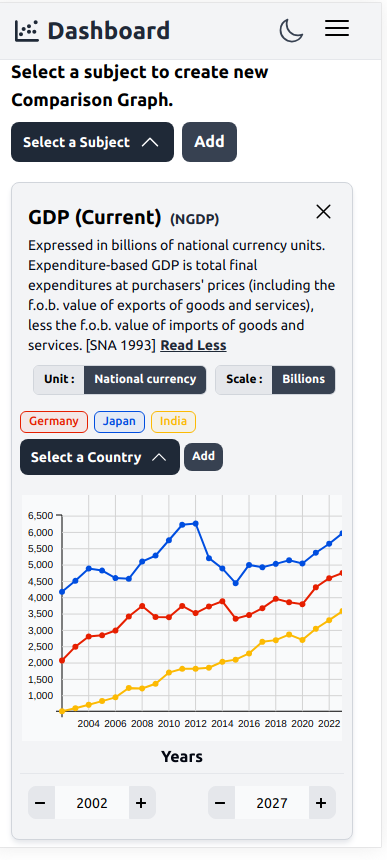 Dashboard
Select a subject to create new
Comparison Graph.
Select a Subject
Add
GDP (Current) (NGDP)
Expressed in billions of national currency units.
Expenditure-based GDP is total final
expenditures at purchasers' prices (including the
f.o.b. value of exports of goods and services),
less the f.o.b. value of imports of goods and
services. [SNA 1993] Read Less
Unit : National currency Scale : Billions
Germany Japan India
Select a Country
Add
6,500
6,000
5,500
5,000
4,500
4,000
3,500
3,000
2,500
2,000
1,500
1,000
2004 2006 2008 2010 2012 2014 2016 2018 2020 2022
Years
− 2002 + − 2027 +